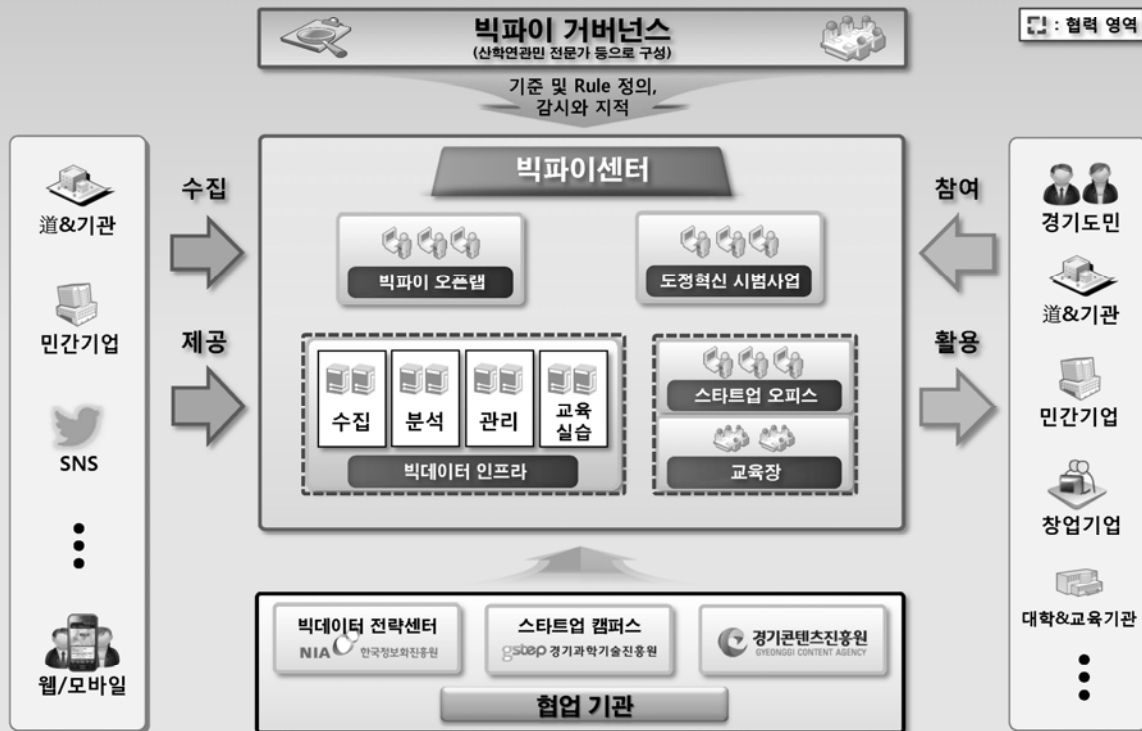 빅파이 거버넌스
(산학연관민 전문가 등으로 구성)
: 협력 영역
기준 및 Rule 정의,
감시와 지적
道&기관
민간기업
SNS
웹/모바일
수집
제공
빅파이센터
빅파이 오픈랩
도정혁신 시범사업
수집
분석
관리
교육
실습
빅데이터 인프라
스타트업 오피스
교육장
참여
활용
경기도민
道&기관
민간기업
창업기업
대학&교육기관
빅데이터 전략센터
NIA 한국정보화진흥원
스타트업 캠퍼스
gstep 경기과학기술진흥원
경기콘텐츠진흥원
GYEONGGI CONTENT AGENCY
협업 기관